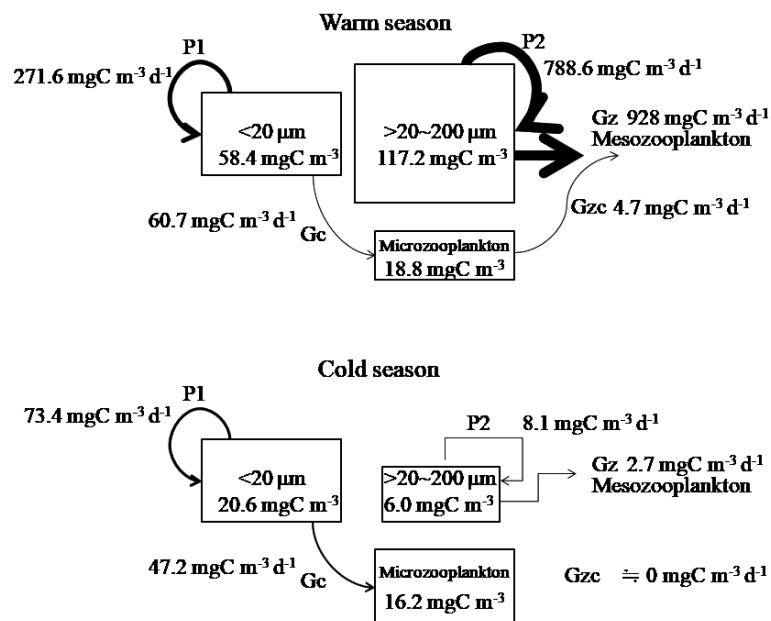 Warm season
P1
271.6 mgC m⁻³ d⁻¹
<20 μm
58.4 mgC m⁻³
P2
788.6 mgC m⁻³ d⁻¹
>20~200 μm
117.2 mgC m⁻³
Gz 928 mgC m⁻³ d⁻¹
Mesozooplankton
Gzc 4.7 mgC m⁻³ d⁻¹
60.7 mgC m⁻³ d⁻¹
Gc
Microzooplankton
18.8 mgC m⁻³
Cold season
P1
73.4 mgC m⁻³ d⁻¹
<20 μm
20.6 mgC m⁻³
P2 8.1 mgC m⁻³ d⁻¹
>20~200 μm
6.0 mgC m⁻³
Gz 2.7 mgC m⁻³ d⁻¹
Mesozooplankton
47.2 mgC m⁻³ d⁻¹
Gc
Microzooplankton
16.2 mgC m⁻³
Gzc ≒ 0 mgC m⁻³ d⁻¹